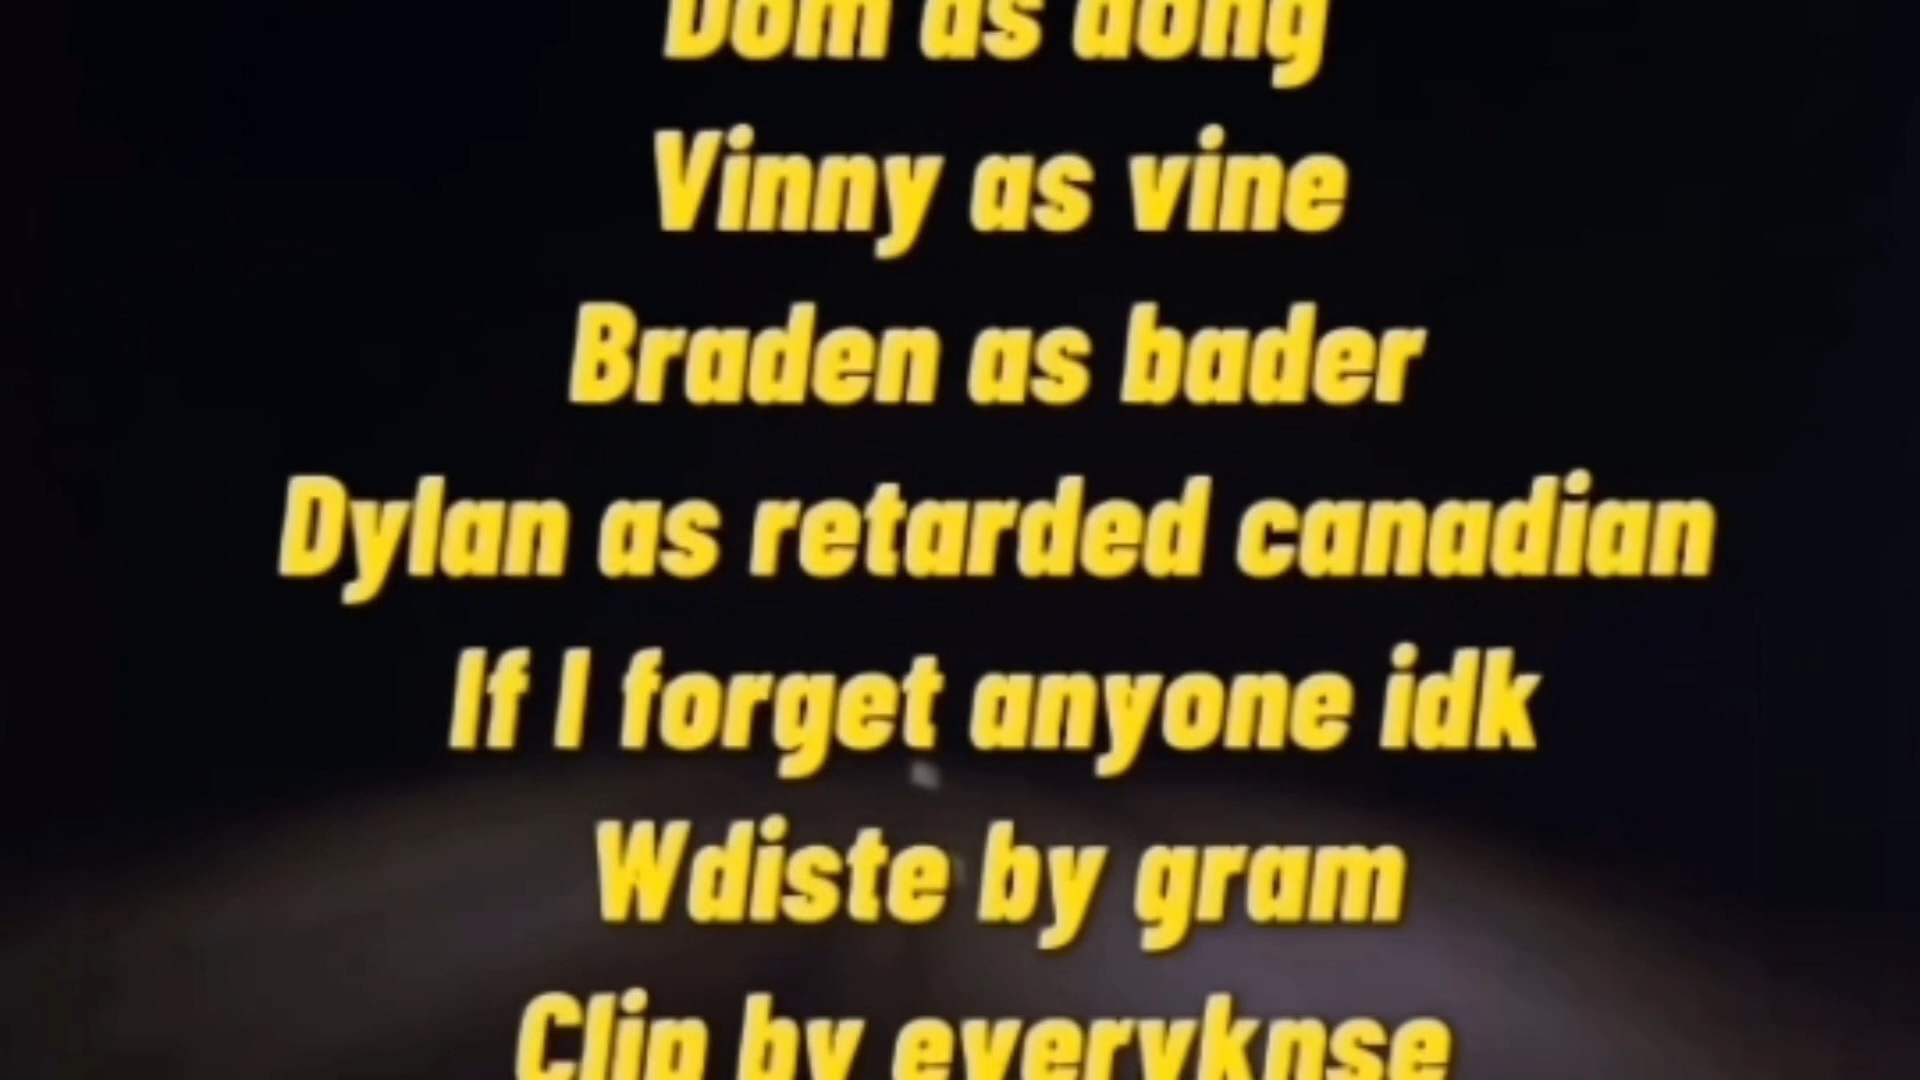 Dom as dong
Vinny as vine
Braden as bader
Dylan as retarded canadian
If I forget anyone idk
Wdiste by gram
Clip by everyknse